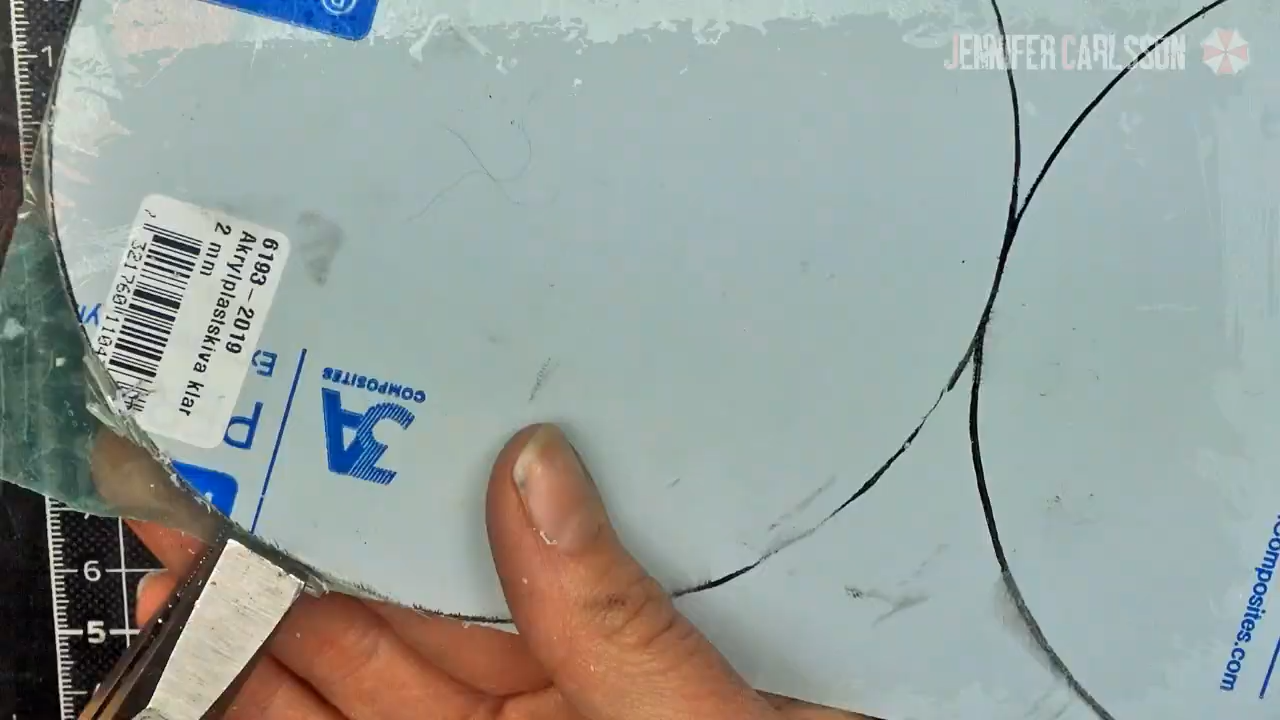 JENNIFER CARLSSON
®
1
6193-2019
Akrylplastskiva klar
2 mm
3A
COMPOSITES
6
5
Composites.com